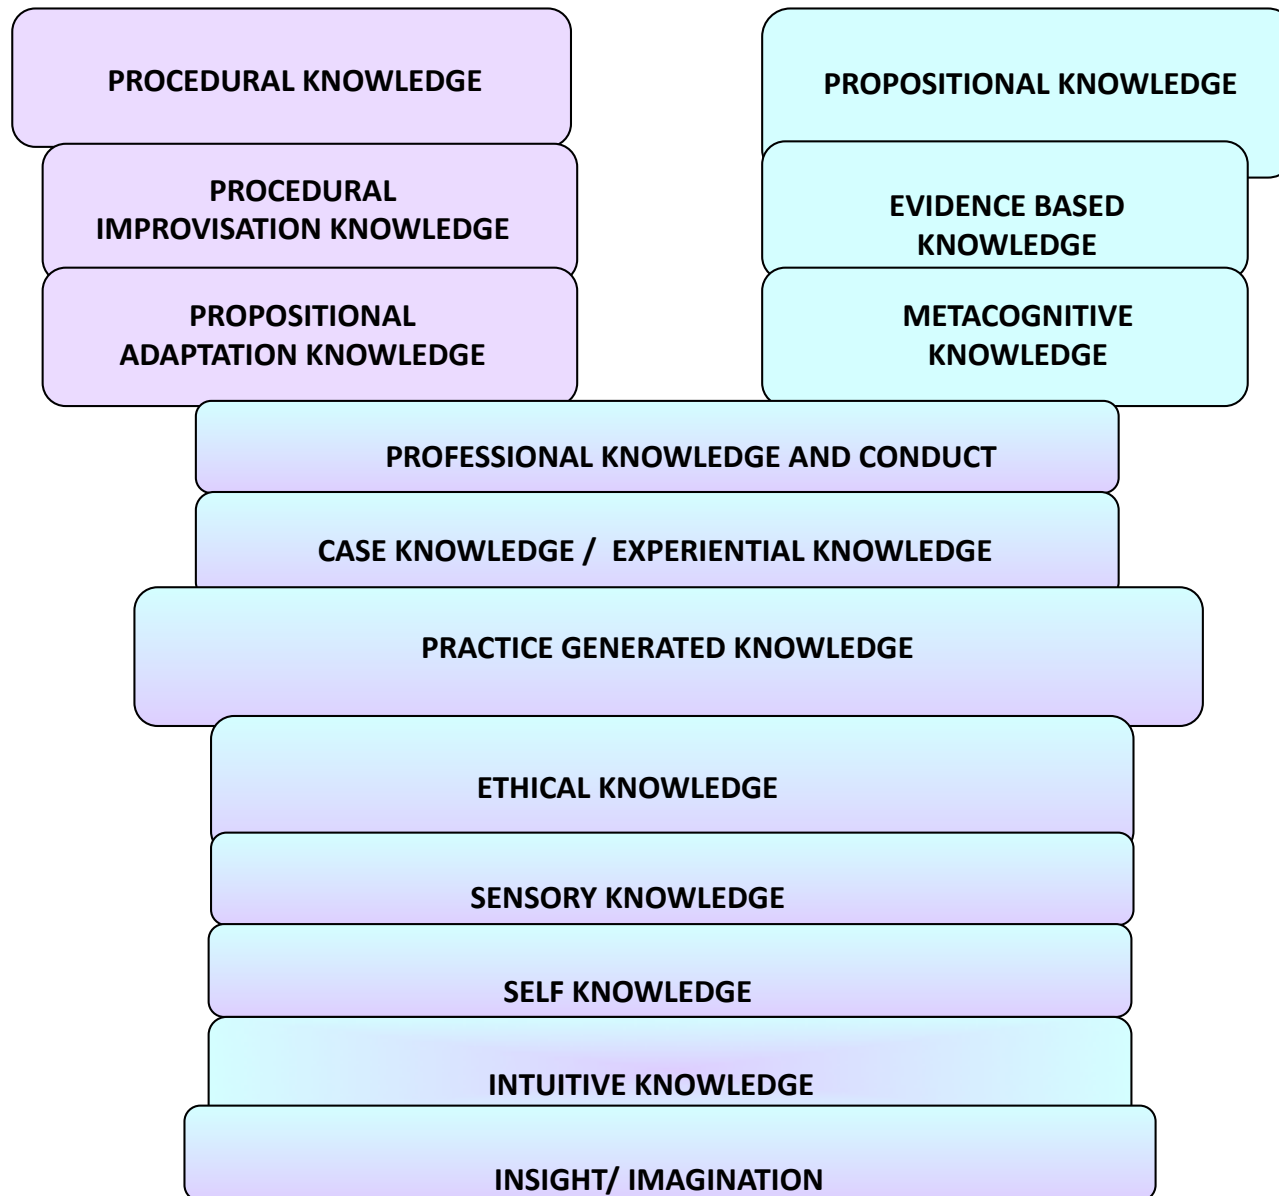 PROCEDURAL KNOWLEDGE
PROCEDURAL
IMPROVISATION KNOWLEDGE
PROPOSITIONAL
ADAPTATION KNOWLEDGE
PROPOSITIONAL KNOWLEDGE
EVIDENCE BASED
KNOWLEDGE
METACOGNITIVE
KNOWLEDGE
PROFESSIONAL KNOWLEDGE AND CONDUCT
CASE KNOWLEDGE / EXPERIENTIAL KNOWLEDGE
PRACTICE GENERATED KNOWLEDGE
ETHICAL KNOWLEDGE
SENSORY KNOWLEDGE
SELF KNOWLEDGE
INTUITIVE KNOWLEDGE
INSIGHT/ IMAGINATION